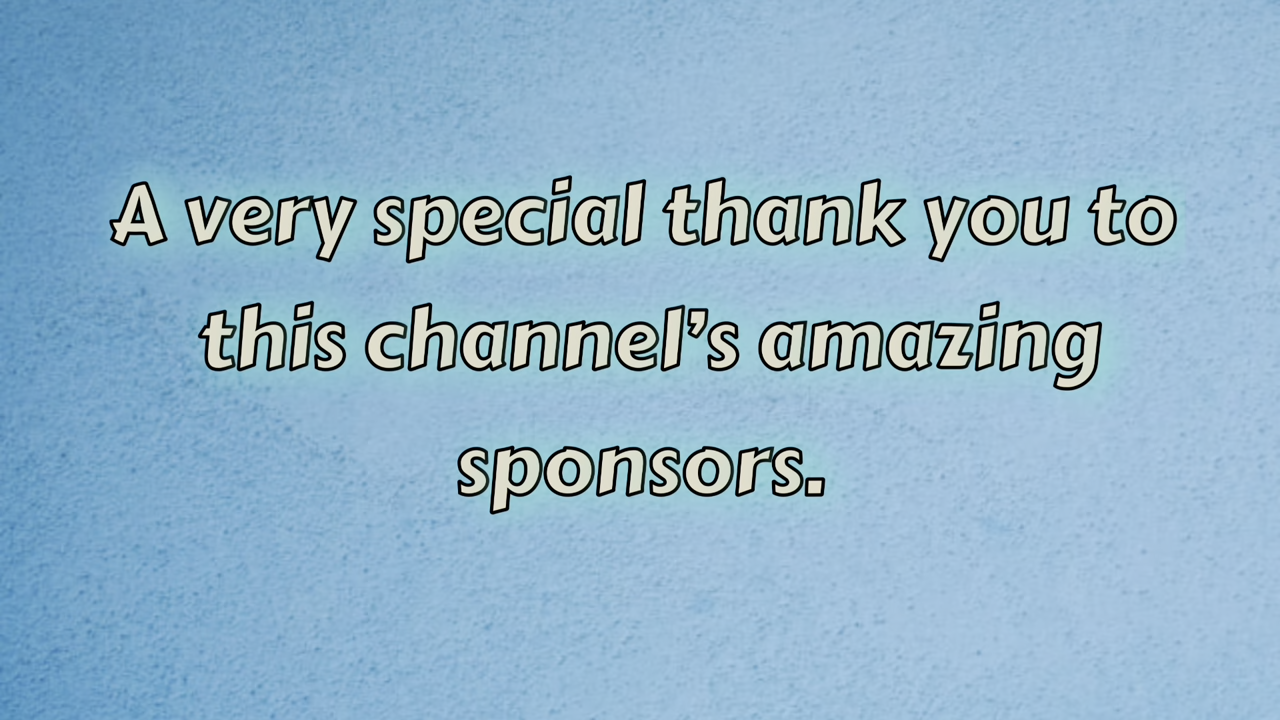 A very special thank you to
this channel’s amazing
sponsors.